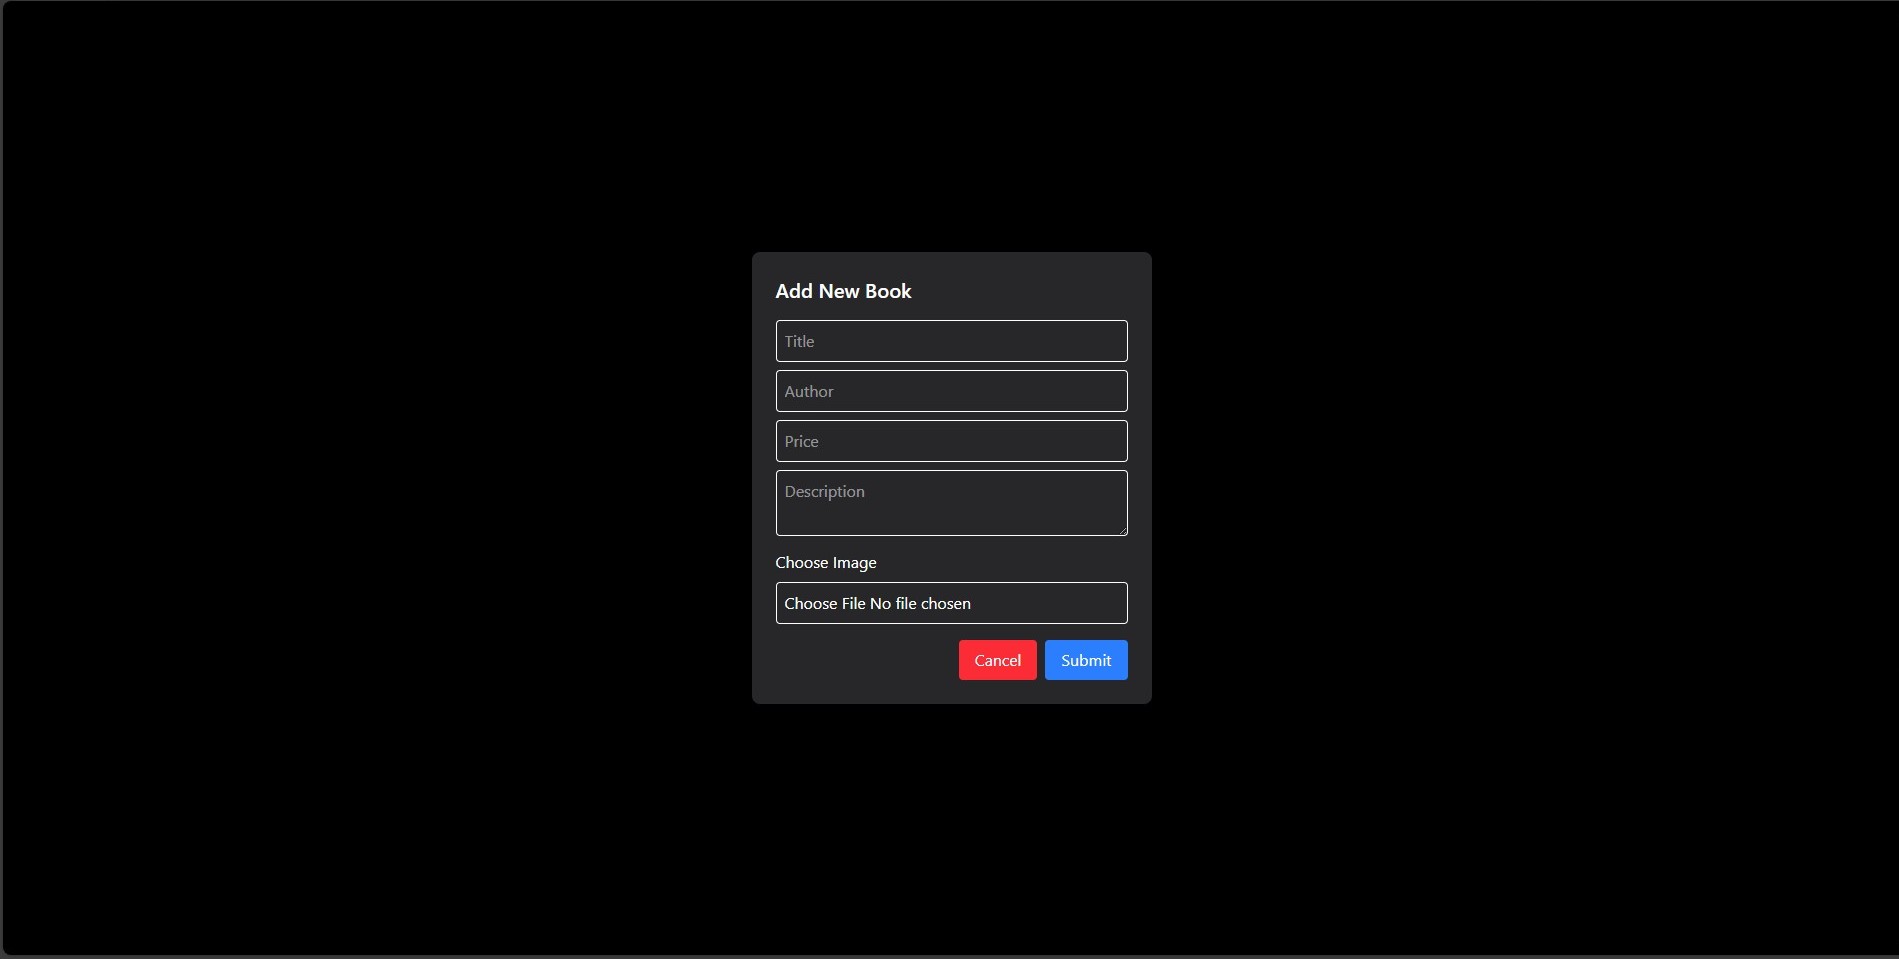 Add New Book
Title
Author
Price
Description
Choose Image
Choose File No file chosen
Cancel Submit